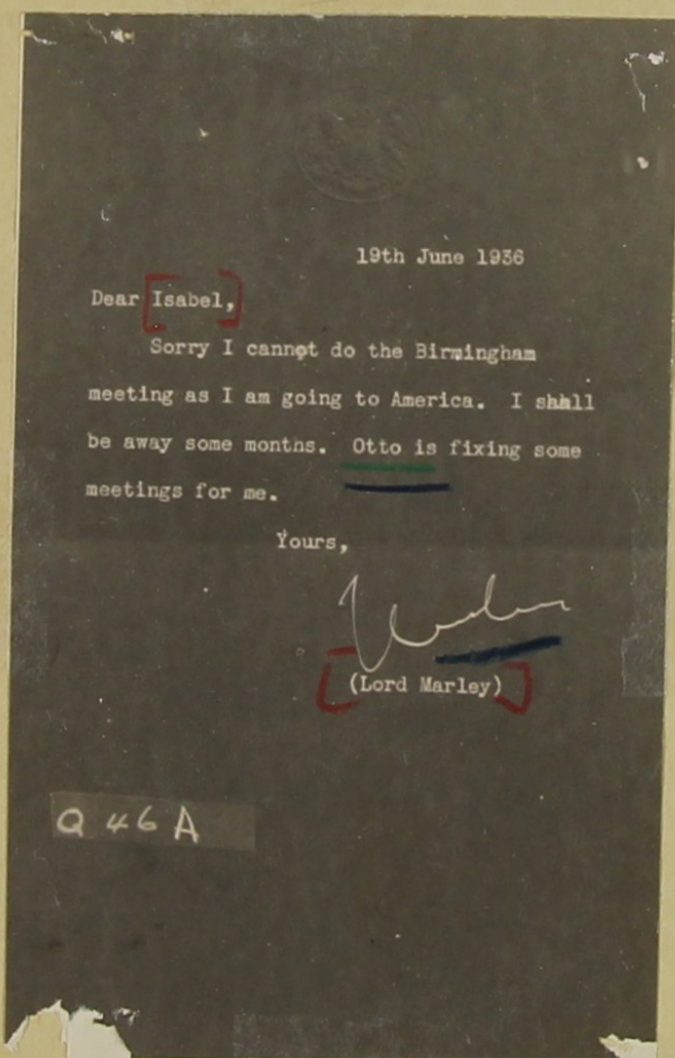 19th June 1936
Dear Isabel,
Sorry I cannot do the Birmingham
meeting as I am going to America. I shall
be away some months. Otto is fixing some
meetings for me.
Yours,
(Lord Marley)
Q 46 A